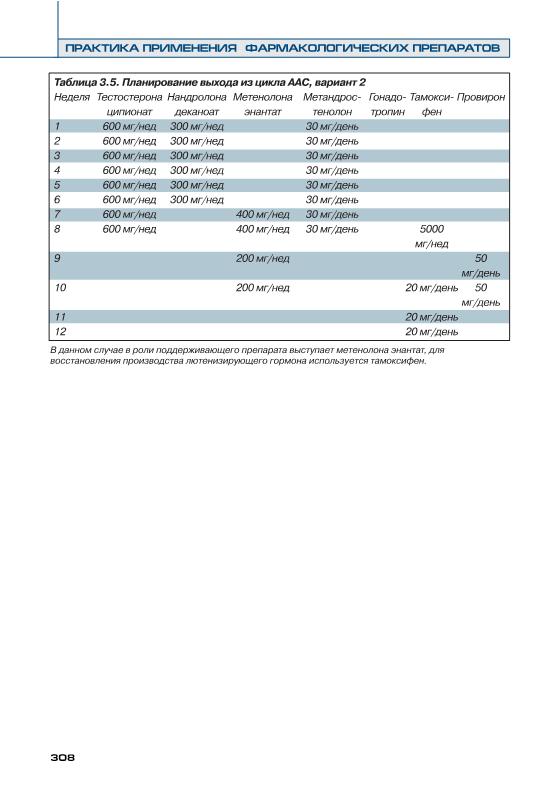 ПРАКТИКА ПРИМЕНЕНИЯ ФАРМАКОЛОГИЧЕСКИХ ПРЕПАРАТОВ
Таблица 3.5. Планирование выхода из цикла ААС, вариант 2
Неделя Тестостерона Нандролона Метенолона Метандрос- Гонадо- Тамокси- Провирон
ципионат деканоат энантат тенолон тропин фен
1 600 мг/нед 300 мг/нед 30 мг/день
2 600 мг/нед 300 мг/нед 30 мг/день
3 600 мг/нед 300 мг/нед 30 мг/день
4 600 мг/нед 300 мг/нед 30 мг/день
5 600 мг/нед 300 мг/нед 30 мг/день
6 600 мг/нед 300 мг/нед 30 мг/день
7 600 мг/нед 400 мг/нед 30 мг/день
8 600 мг/нед 400 мг/нед 30 мг/день 5000
мг/нед
9 200 мг/нед 50
мг/день
10 200 мг/нед 20 мг/день 50
мг/день
11 20 мг/день
12 20 мг/день
В данном случае в роли поддерживающего препарата выступает метенолона энантат, для
восстановления производства лютенизирующего гормона используется тамоксифен.
308